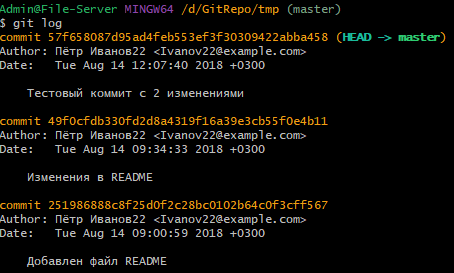 Admin@File-Server MINGW64 /d/GitRepo/tmp (master)
$ git log
commit 57f658087d95ad4feb553ef3f30309422abba458 (HEAD -> master)
Author: Пётр Иванов22 <Ivanov22@example.com>
Date:   Tue Aug 14 12:07:40 2018 +0300
Тестовый коммит с 2 изменениями
commit 49f0cfdb330fd2d8a4319f16a39e3cb55f0e4b11
Author: Пётр Иванов22 <Ivanov22@example.com>
Date:   Tue Aug 14 09:34:33 2018 +0300
Изменения в README
commit 251986888c8f25d0f2c28bc0102b64c0f3cff567
Author: Пётр Иванов22 <Ivanov22@example.com>
Date:   Tue Aug 14 09:00:59 2018 +0300
Добавлен файл README